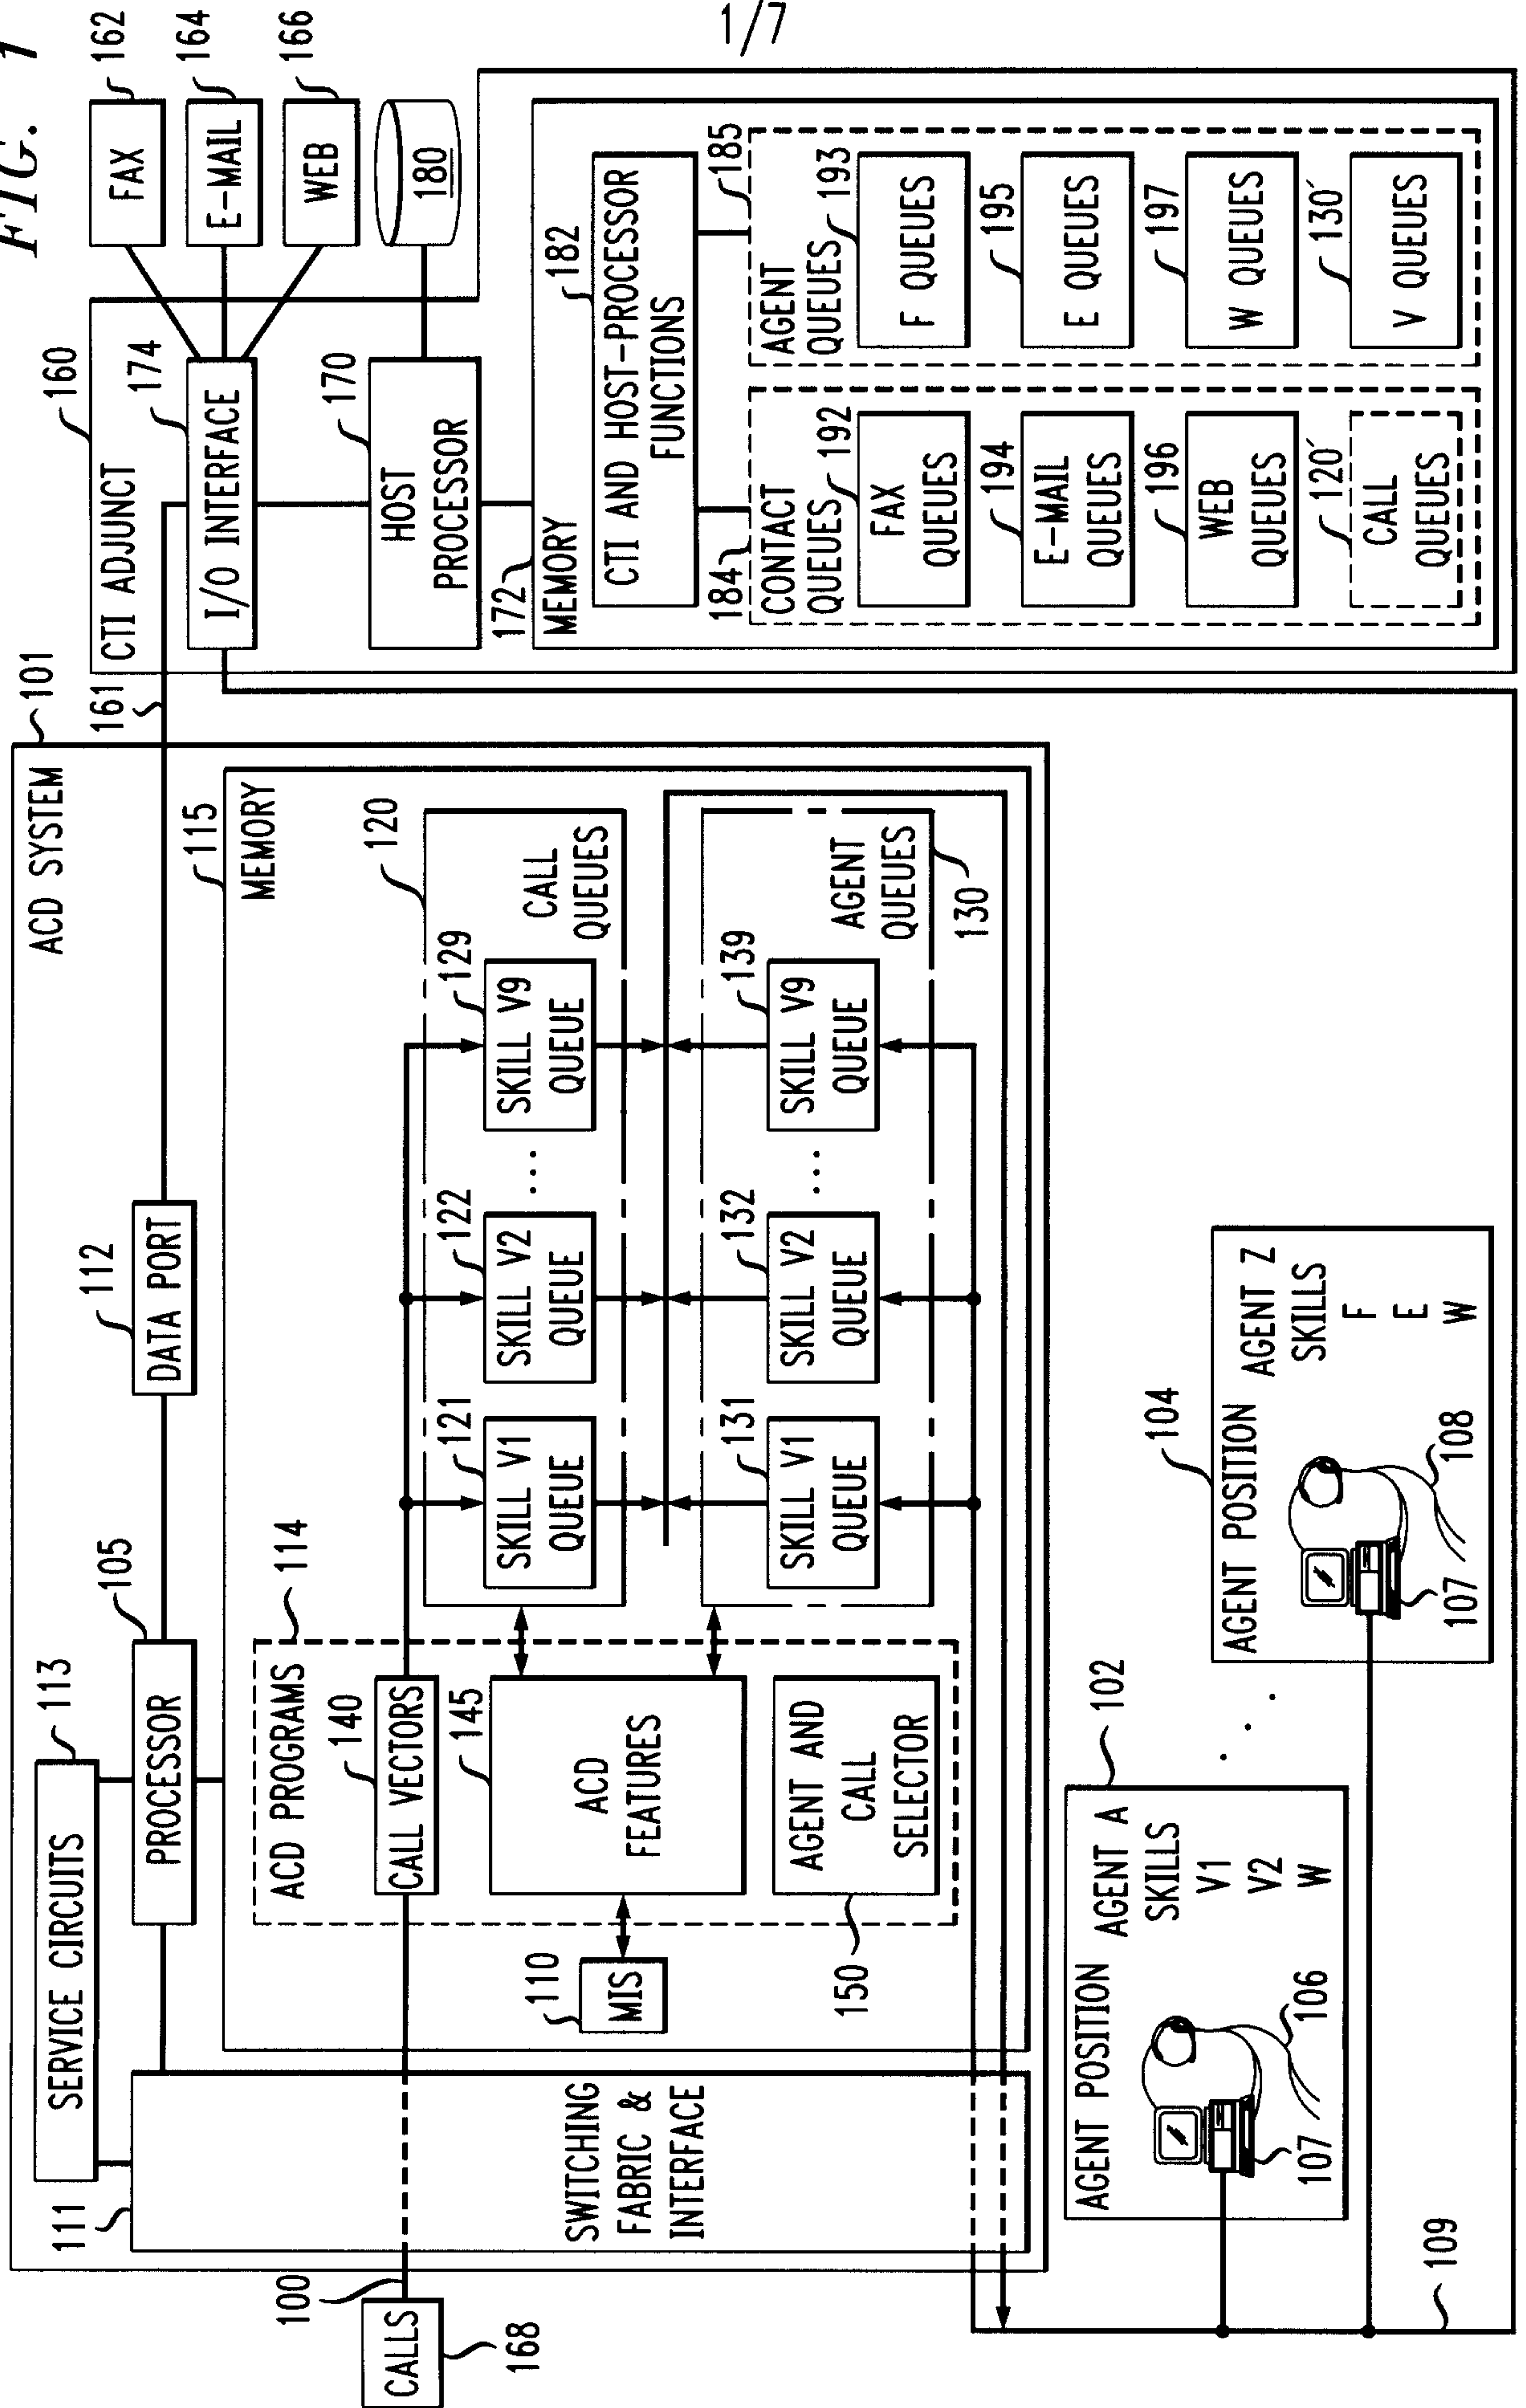 FIG. 1
1/7
ACD SYSTEM
101
SERVICE CIRCUITS
113
111
PROCESSOR
105
DATA PORT
112
161
SWITCHING
FABRIC &
INTERFACE
CALLS
168
100
MEMORY
115
ACD PROGRAMS
114
CALL VECTORS
140
ACD
FEATURES
145
AGENT AND
CALL
SELECTOR
150
MIS
110
120
CALL
QUEUES
SKILL V1
QUEUE
121
SKILL V2
QUEUE
122
...
SKILL V9
QUEUE
129
AGENT
QUEUES
130
SKILL V1
QUEUE
131
SKILL V2
QUEUE
132
...
SKILL V9
QUEUE
139
AGENT POSITION
102
AGENT A
SKILLS
V1
V2
W
106
107
. . .
AGENT POSITION
104
AGENT Z
SKILLS
F
E
W
108
107
109
CTI ADJUNCT
160
I/O INTERFACE
174
FAX
162
E-MAIL
164
WEB
166
180
HOST
PROCESSOR
170
172
MEMORY
CTI AND HOST-PROCESSOR
FUNCTIONS
182
184
CONTACT
QUEUES
192
FAX
QUEUES
194
E-MAIL
QUEUES
196
WEB
QUEUES
120′
CALL
QUEUES
185
AGENT
QUEUES
193
F QUEUES
195
E QUEUES
197
W QUEUES
130′
V QUEUES